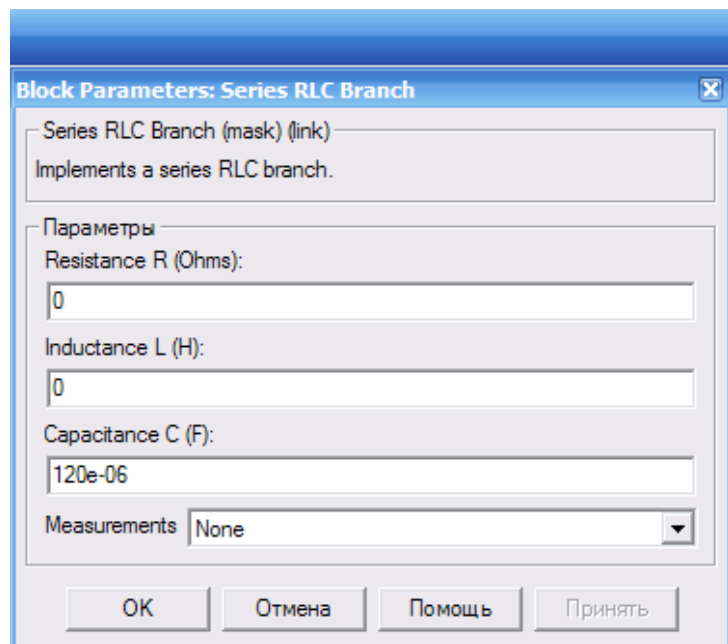 Block Parameters: Series RLC Branch
Series RLC Branch (mask) (link)
Implements a series RLC branch.
Параметры
Resistance R (Ohms):
0
Inductance L (H):
0
Capacitance C (F):
120e-06
Measurements None
OK Отмена Помощь Принять